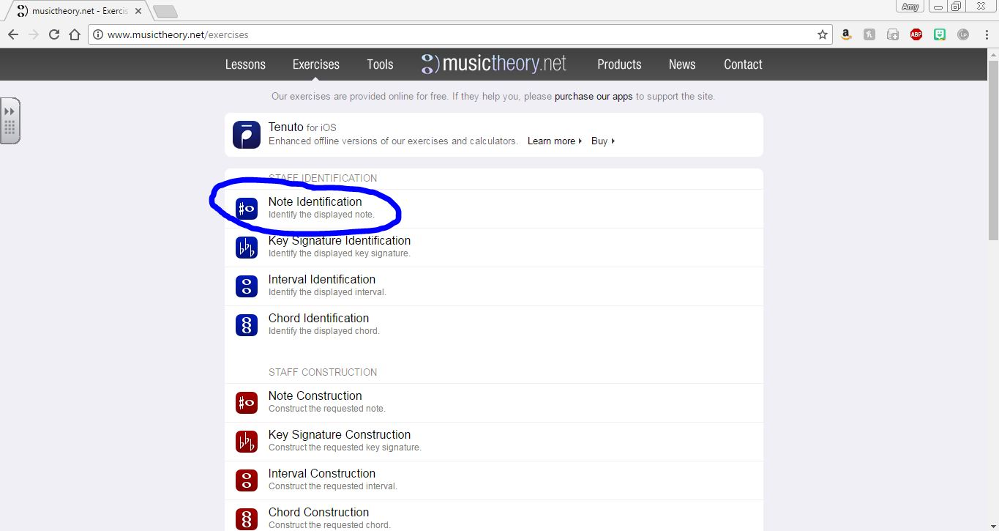 musictheory.net - Exercis
Amy
www.musictheory.net/exercises
Lessons Exercises Tools musictheory.net Products News Contact
Our exercises are provided online for free. If they help you, please purchase our apps to support the site.
Tenuto for iOS
Enhanced offline versions of our exercises and calculators. Learn more Buy
STAFF IDENTIFICATION
Note Identification
Identify the displayed note.
Key Signature Identification
Identify the displayed key signature.
Interval Identification
Identify the displayed interval.
Chord Identification
Identify the displayed chord.
STAFF CONSTRUCTION
Note Construction
Construct the requested note.
Key Signature Construction
Construct the requested key signature.
Interval Construction
Construct the requested interval.
Chord Construction
Construct the requested chord.
ABP
LP